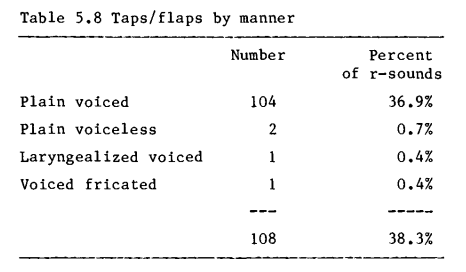 Table 5.8 Taps/flaps by manner
Number Percent
of r-sounds
Plain voiced 104 36.9%
Plain voiceless 2 0.7%
Laryngealized voiced 1 0.4%
Voiced fricated 1 0.4%
--- -----
108 38.3%